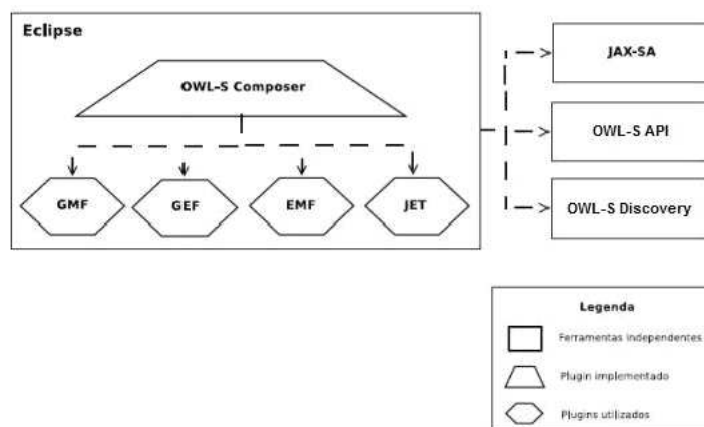 Eclipse
OWL-S Composer
GMF
GEF
EMF
JET
JAX-SA
OWL-S API
OWL-S Discovery
Legenda
Ferramentas Independentes
Plugin implementado
Plugins utilizados